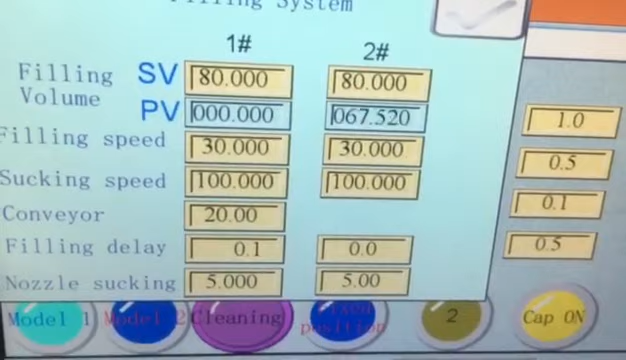 Filling System
1# 2#
Filling Volume SV 80.000 80.000
PV 000.000 067.520 1.0
Filling speed 30.000 30.000 0.5
Sucking speed 100.000 100.000 0.1
Conveyor 20.00
Filling delay 0.1 0.0 0.5
Nozzle sucking 5.000 5.00
Model 1 Model 2 Cleaning position 2 Cap ON